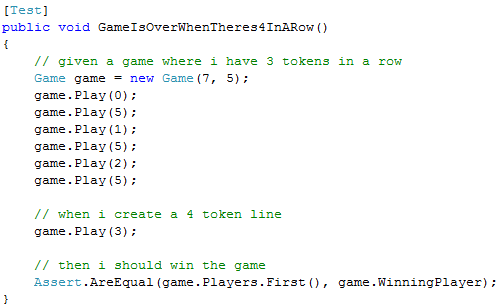 [Test]
public void GameIsOverWhenTheres4InARow()
{
    // given a game where i have 3 tokens in a row
    Game game = new Game(7, 5);
    game.Play(0);
    game.Play(5);
    game.Play(1);
    game.Play(5);
    game.Play(2);
    game.Play(5);

    // when i create a 4 token line
    game.Play(3);

    // then i should win the game
    Assert.AreEqual(game.Players.First(), game.WinningPlayer);
}